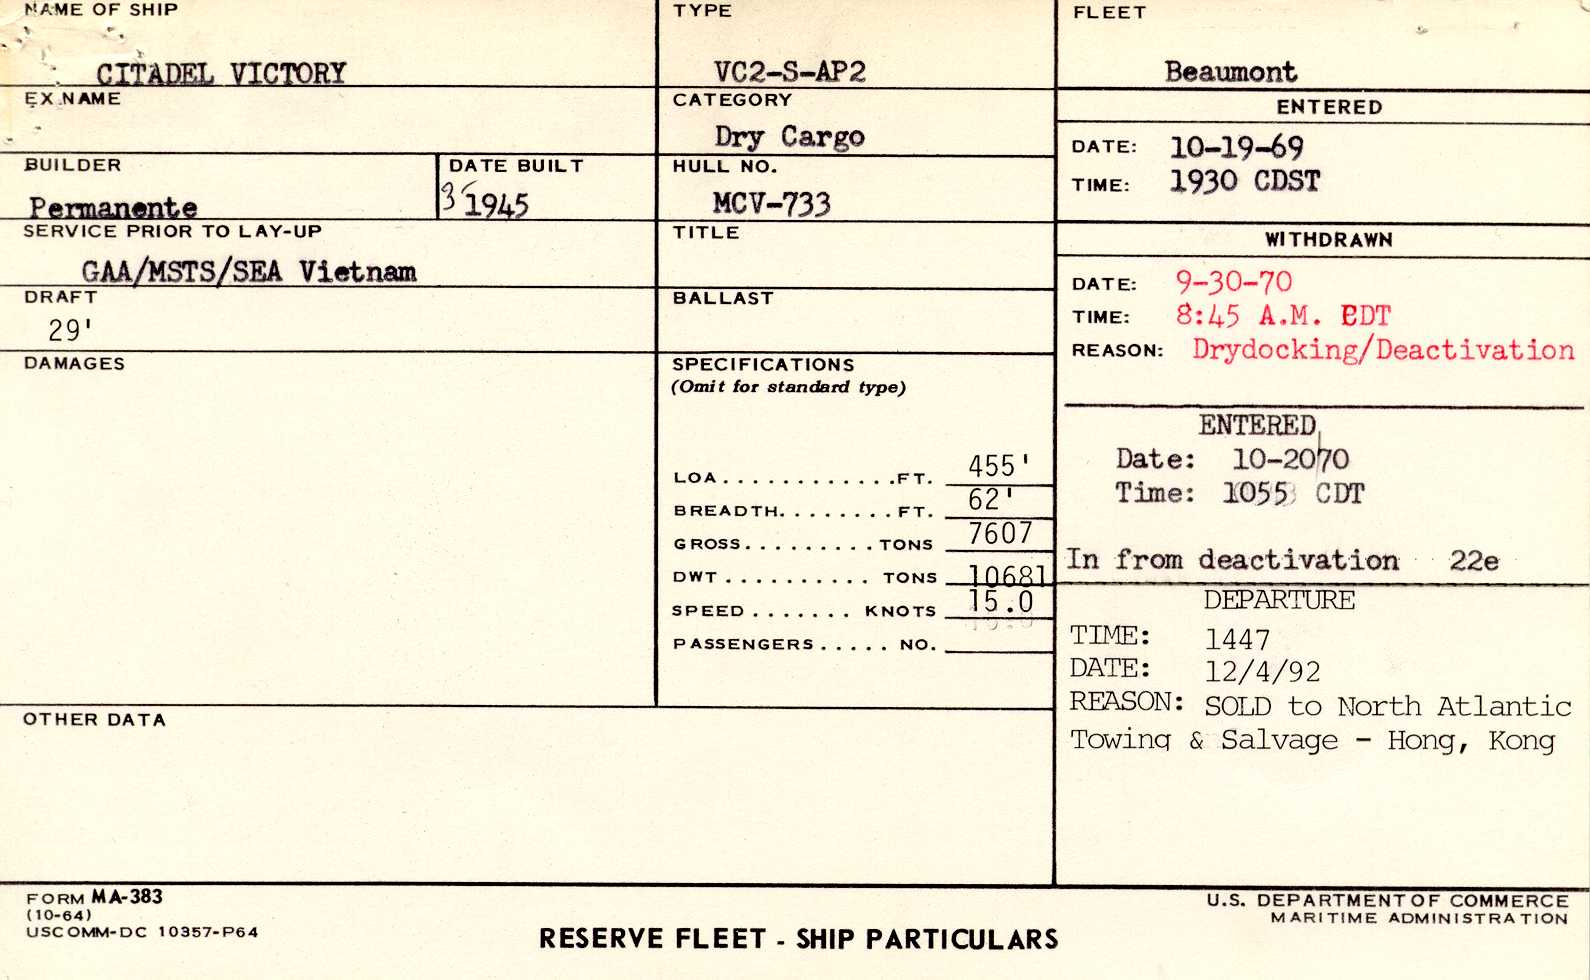 NAME OF SHIP
CITADEL VICTORY
EX.NAME
BUILDER
Permanente
DATE BUILT
3/1945
SERVICE PRIOR TO LAY-UP
GAA/MSTS/SEA Vietnam
DRAFT
29'
DAMAGES
TYPE
VC2-S-AP2
CATEGORY
Dry Cargo
HULL NO.
MCV-733
TITLE
BALLAST
SPECIFICATIONS
(Omit for standard type)
LOA.............FT. 455'
BREADTH........FT. 62'
GROSS.........TONS 7607
DWT.......... TONS 10681
SPEED....... KNOTS 15.0
PASSENGERS..... NO.
OTHER DATA
FLEET
Beaumont
ENTERED
DATE: 10-19-69
TIME: 1930 CDST
WITHDRAWN
DATE: 9-30-70
TIME: 8:45 A.M. EDT
REASON: Drydocking/Deactivation
ENTERED
Date: 10-20/70
Time: 1055 CDT
In from deactivation 22e
DEPARTURE
TIME: 1447
DATE: 12/4/92
REASON: SOLD to North Atlantic
Towing & Salvage - Hong, Kong
FORM MA-383
(10-64)
USCOMM-DC 10357-P64
RESERVE FLEET - SHIP PARTICULARS
U.S. DEPARTMENT OF COMMERCE
MARITIME ADMINISTRATION